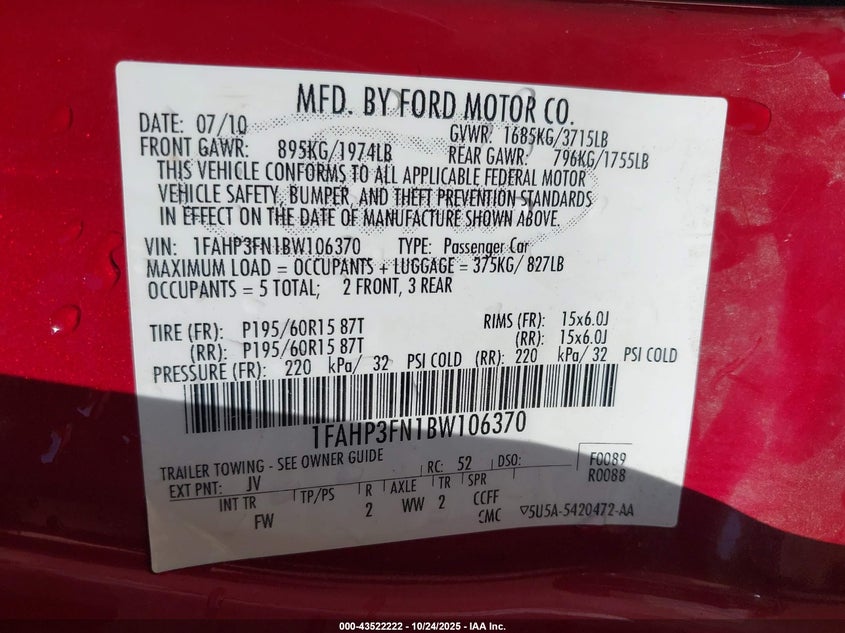 MFD. BY FORD MOTOR CO.
DATE: 07/10 GVWR: 1685KG/3715LB
FRONT GAWR: 895KG/1974LB REAR GAWR: 796KG/1755LB
THIS VEHICLE CONFORMS TO ALL APPLICABLE FEDERAL MOTOR
VEHICLE SAFETY, BUMPER, AND THEFT PREVENTION STANDARDS
IN EFFECT ON THE DATE OF MANUFACTURE SHOWN ABOVE.
VIN: 1FAHP3FN1BW106370 TYPE: Passenger Car
MAXIMUM LOAD = OCCUPANTS + LUGGAGE = 375KG/ 827LB
OCCUPANTS = 5 TOTAL; 2 FRONT, 3 REAR
TIRE (FR): P195/60R15 87T RIMS (FR): 15x6.0J
(RR): P195/60R15 87T (RR): 15x6.0J
PRESSURE (FR): 220 kPa/ 32 PSI COLD (RR): 220 kPa/ 32 PSI COLD
1FAHP3FN1BW106370
TRAILER TOWING - SEE OWNER GUIDE
EXT PNT: JV RC: 52 DSO: F0089
R0088
INT TR TP/PS R AXLE TR SPR
FW 2 WW 2 CCFF
CMC ▽5U5A-5420472-AA
000-43522222 - 10/24/2025 - IAA Inc.